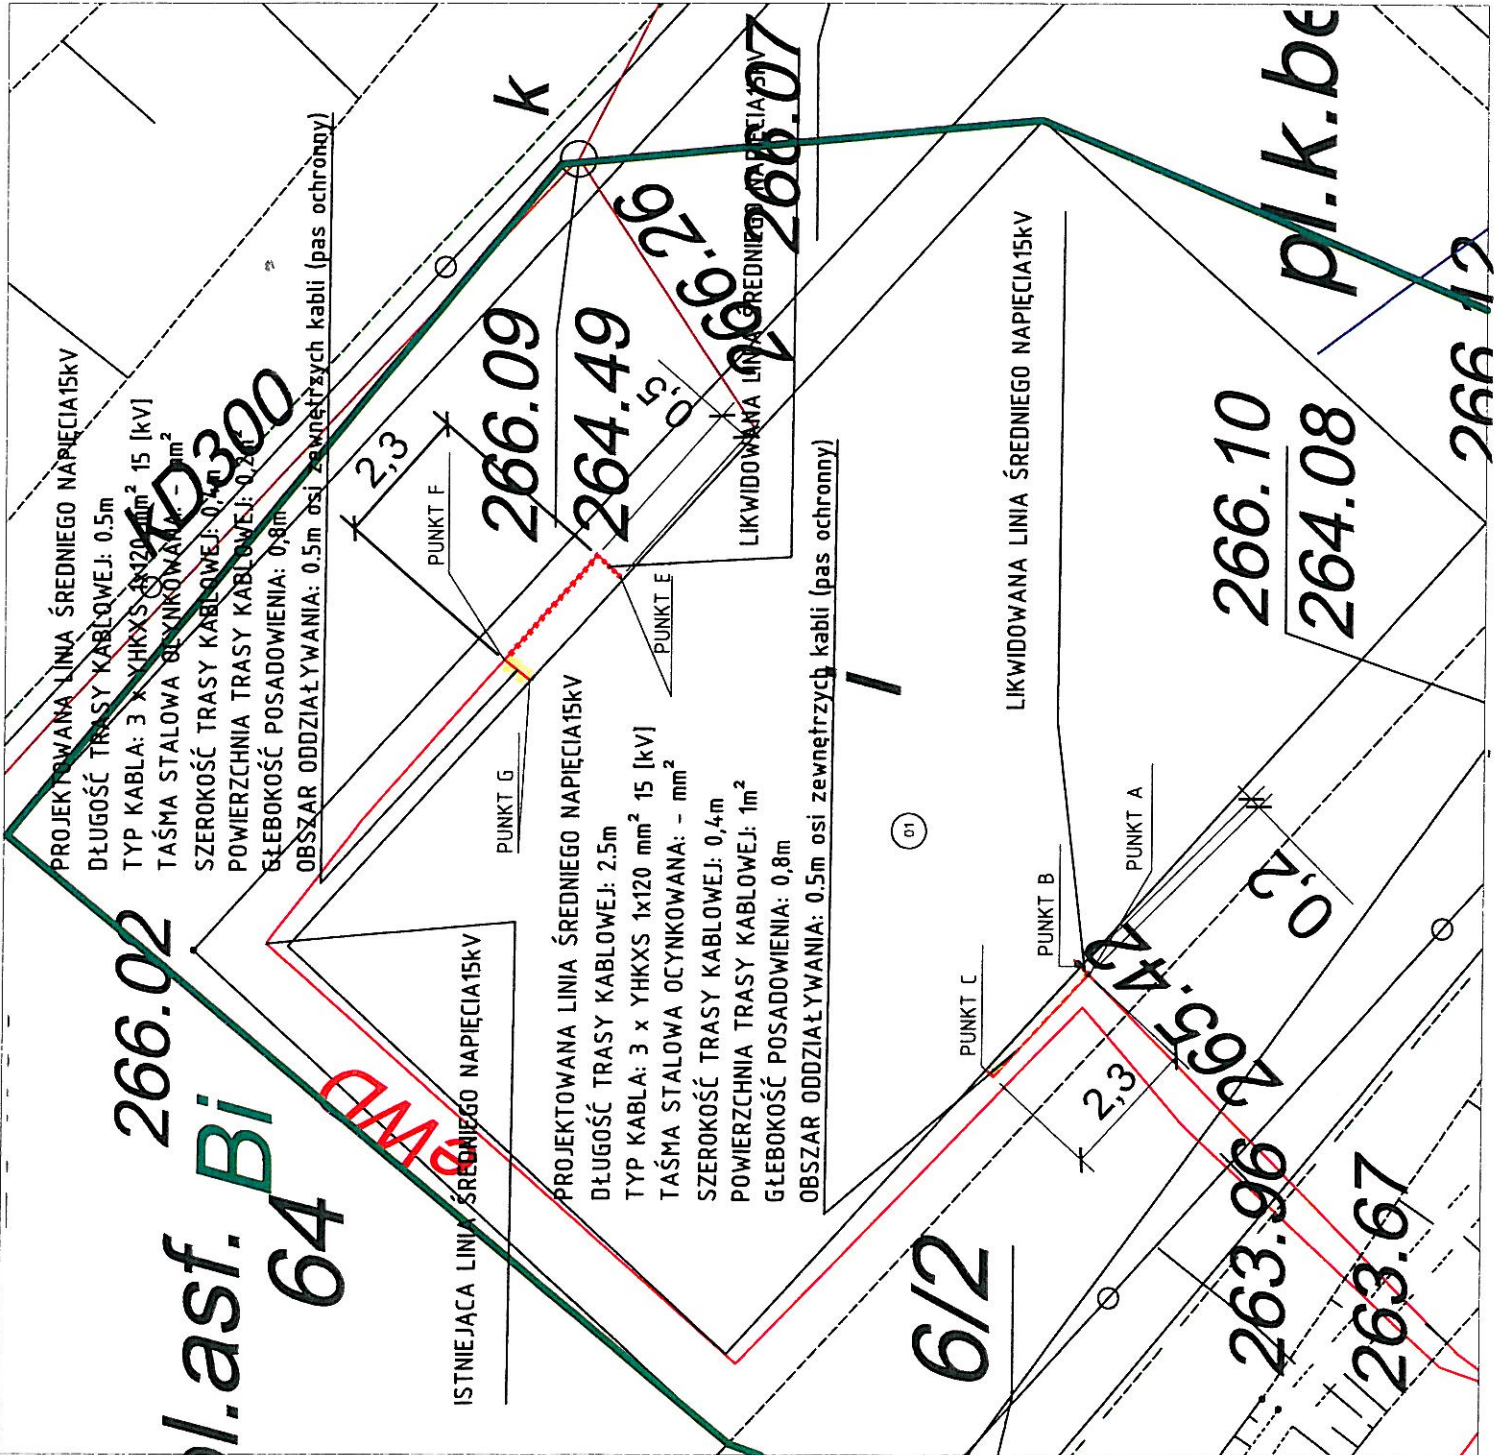 PROJEKTOWANA LINIA ŚREDNIEGO NAPIĘCIA15kV
DŁUGOŚĆ TRASY KABLOWEJ: 0.5m
TYP KABLA: 3 x YHKXS 1x120 mm² 15 [kV]
TAŚMA STALOWA OCYNKOWANA: - mm²
SZEROKOŚĆ TRASY KABLOWEJ: 0,4m
POWIERZCHNIA TRASY KABLOWEJ: 0,2m²
GŁEBOKOŚĆ POSADOWIENIA: 0,8m
OBSZAR ODDZIAŁYWANIA: 0.5m osi zewnętrzych kabli (pas ochronny)
KD300
k
2,3
PUNKT F
266.09
264.49
0,5
266.26
LIKWIDOWANA LINIA ŚREDNIEGO NAPIĘCIA15kV
266.07
PUNKT E
PUNKT G
pl.k.be
266.12
266.10
264.08
LIKWIDOWANA LINIA ŚREDNIEGO NAPIĘCIA15kV
266.02
pl.asf.
Bi
64
eWD
ISTNIEJĄCA LINIA ŚREDNIEGO NAPIĘCIA15kV
PROJEKTOWANA LINIA ŚREDNIEGO NAPIĘCIA15kV
DŁUGOŚĆ TRASY KABLOWEJ: 2.5m
TYP KABLA: 3 x YHKXS 1x120 mm² 15 [kV]
TAŚMA STALOWA OCYNKOWANA: - mm²
SZEROKOŚĆ TRASY KABLOWEJ: 0,4m
POWIERZCHNIA TRASY KABLOWEJ: 1m²
GŁEBOKOŚĆ POSADOWIENIA: 0,8m
OBSZAR ODDZIAŁYWANIA: 0.5m osi zewnętrzych kabli (pas ochronny)
01
PUNKT A
PUNKT B
PUNKT C
0,2
265.42
2,3
6/2
263.96
263.67